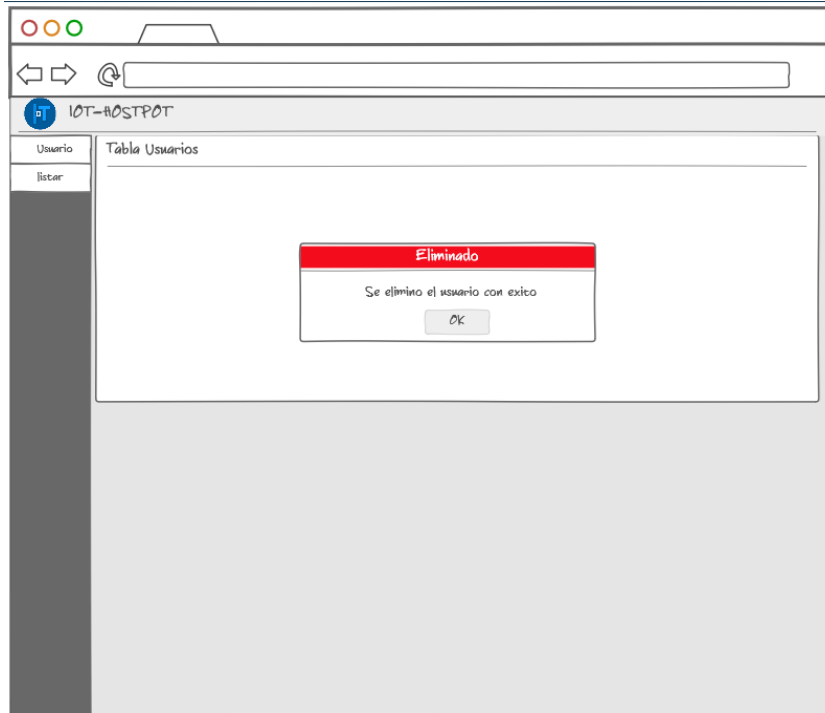 IOT-HOSTPOT
Usuario
listar
Tabla Usuarios
Eliminado
Se elimino el usuario con exito
OK